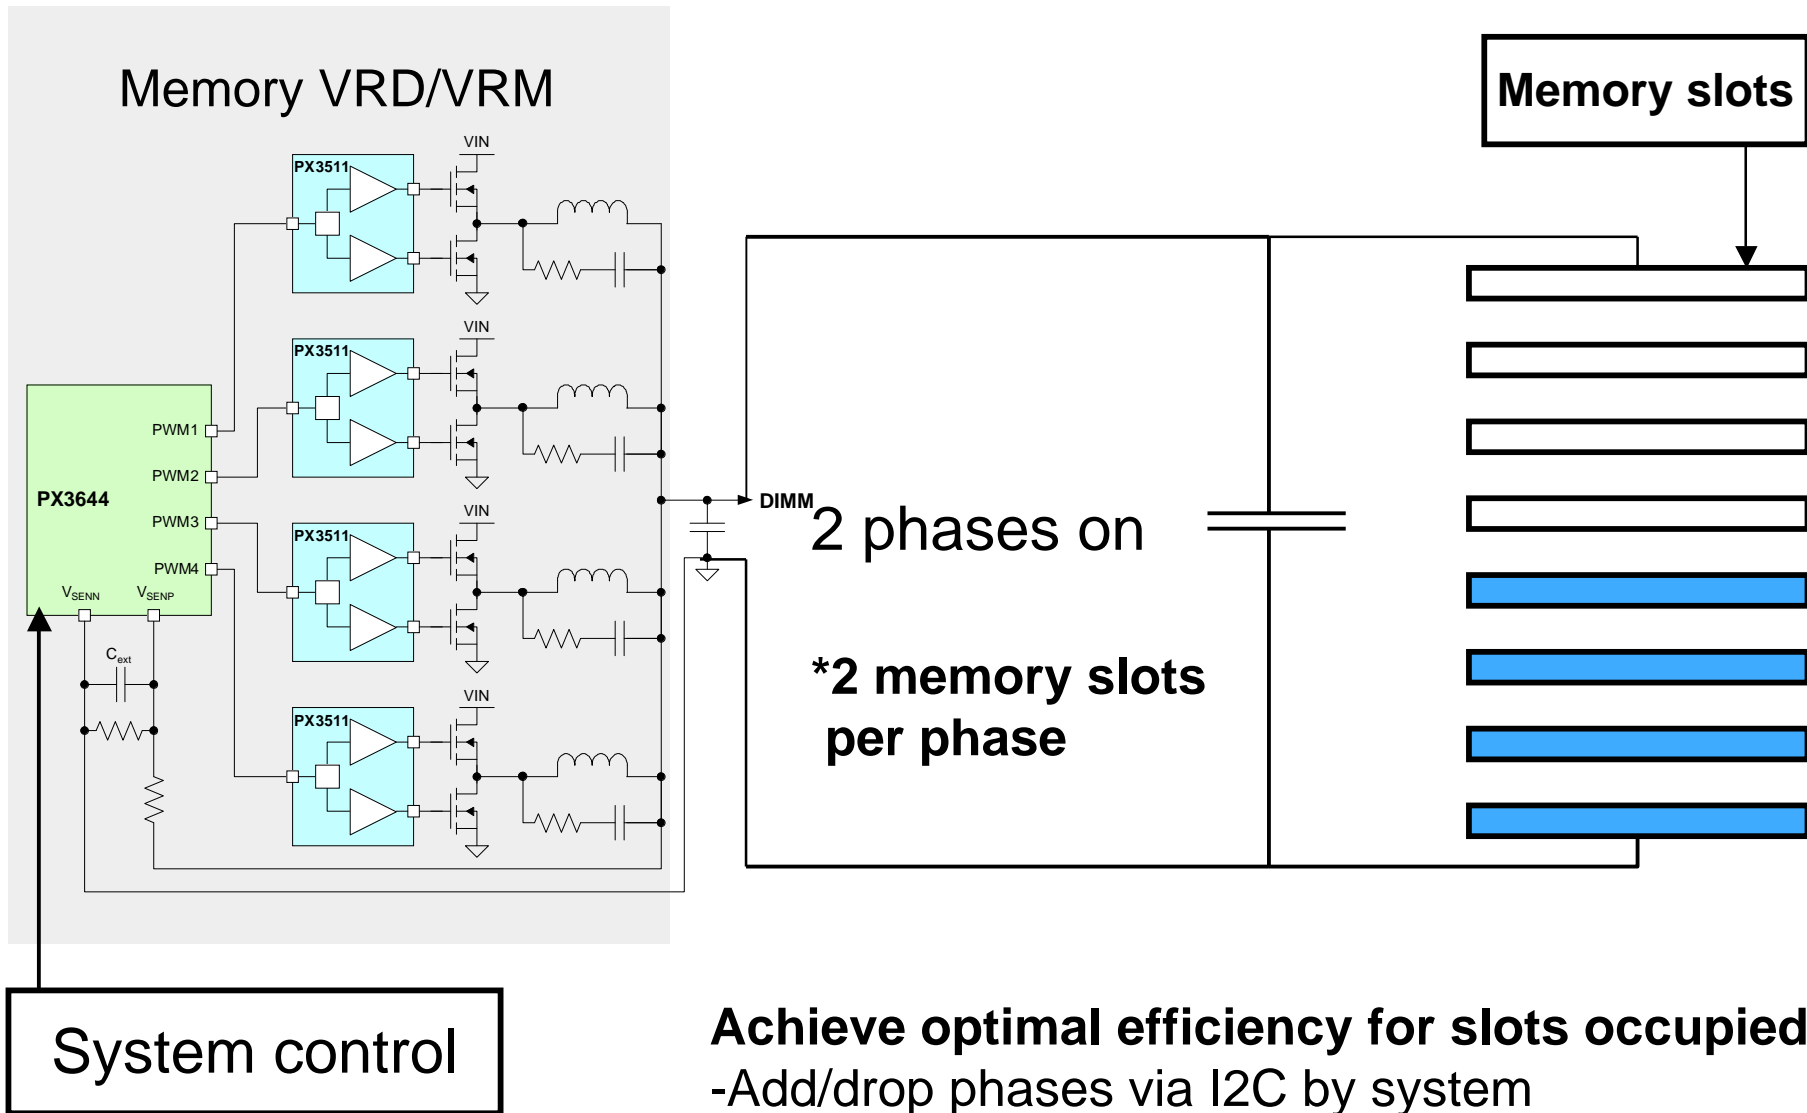 Memory VRD/VRM
Memory slots
VIN
PX3511
VIN
PX3511
PWM1
PWM2
PX3644
PWM3
PWM4
VSENN VSENP
Cext
VIN
PX3511
VIN
PX3511
DIMM
2 phases on
*2 memory slots
per phase
System control
Achieve optimal efficiency for slots occupied
-Add/drop phases via I2C by system